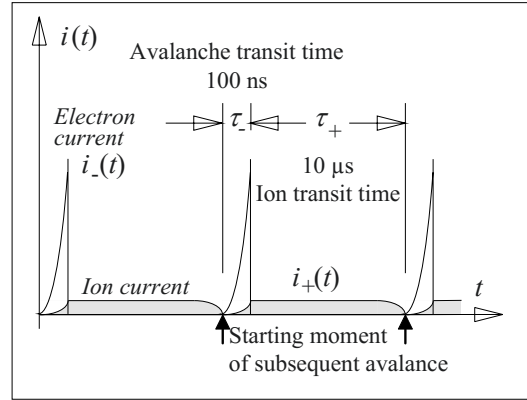 i(t)
Avalanche transit time
100 ns
Electron
current
τ- τ+
i-(t)
10 µs
Ion transit time
Ion current
i+(t)
t
Starting moment
of subsequent avalance